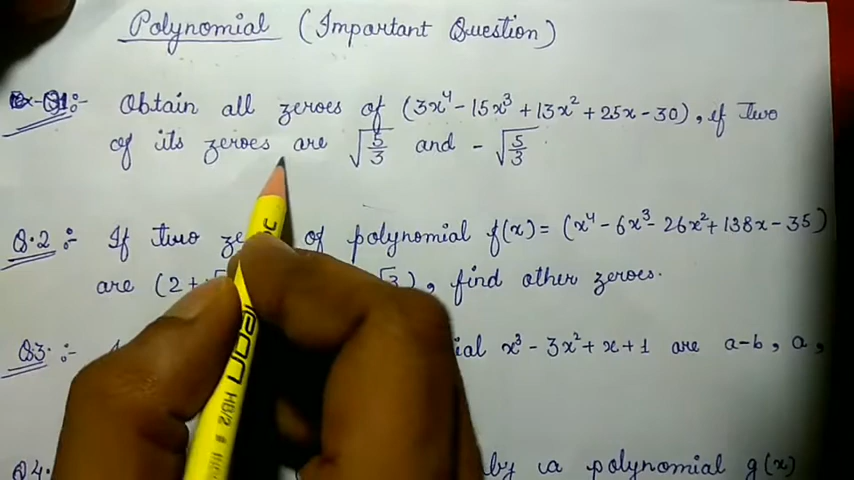 Polynomial (Important Question)
Q1:- Obtain all zeroes of (3x⁴ - 15x³ + 13x² + 25x - 30), if Two
of its zeroes are √5/3 and - √5/3
Q.2:- If two of polynomial f(x) = (x⁴ - 6x³ - 26x² + 138x - 35)
are (2+ √3), find other zeroes.
Q3:- x³ - 3x² + x + 1 are a-b, a,
Q4. by a polynomial g(x)
HB/2